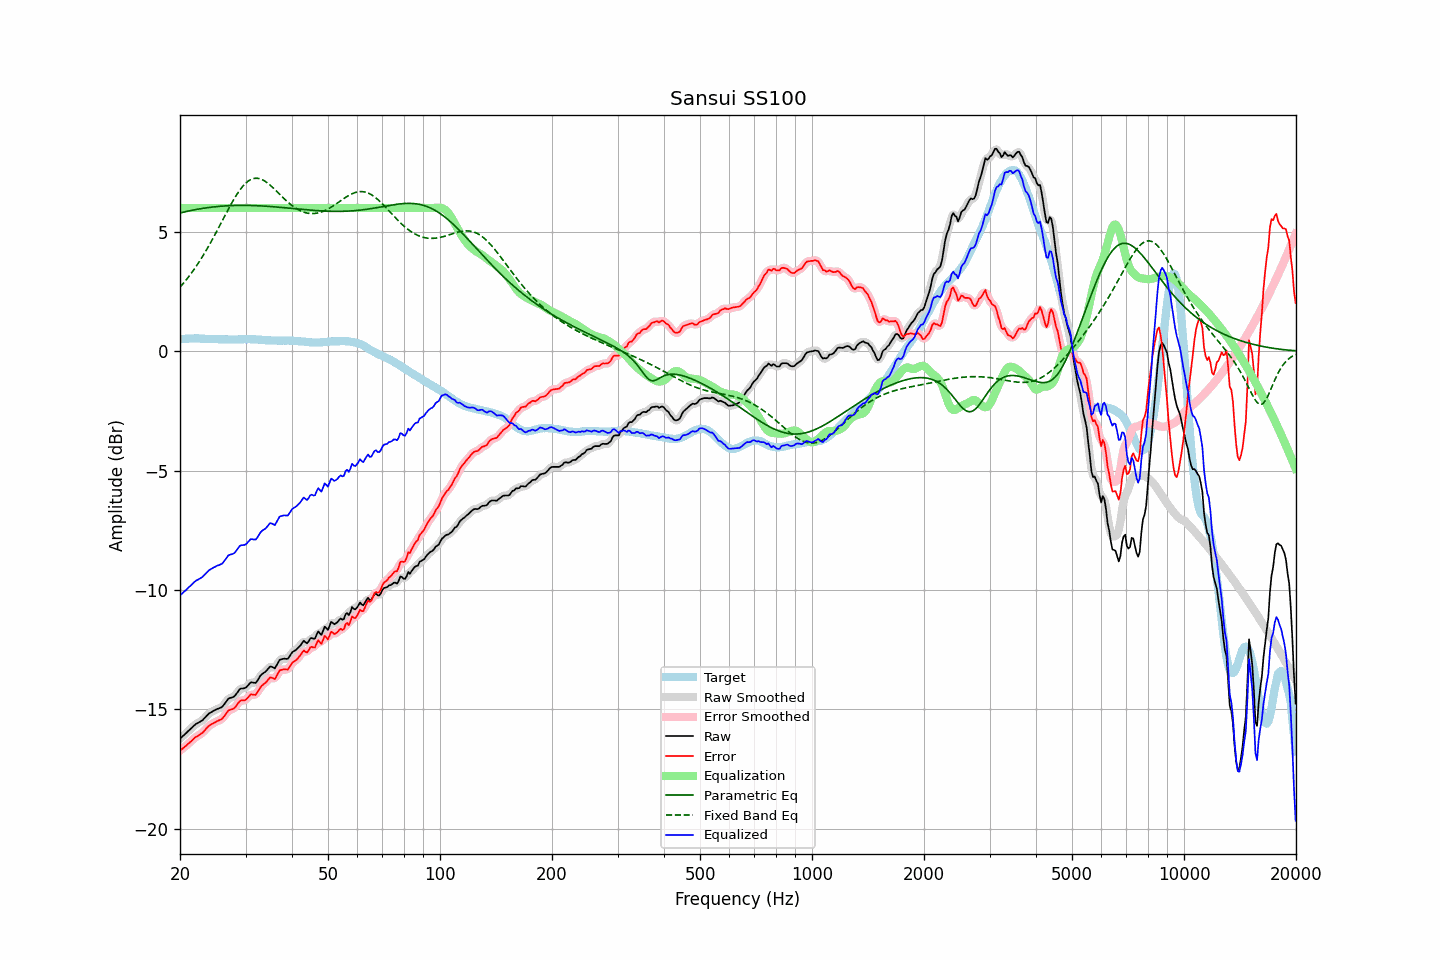 Sansui SS100
Amplitude (dBr)
5
0
−5
−10
−15
−20
Target
Raw Smoothed
Error Smoothed
Raw
Error
Equalization
Parametric Eq
Fixed Band Eq
Equalized
20
50
100
200
500
1000
2000
5000
10000
20000
Frequency (Hz)